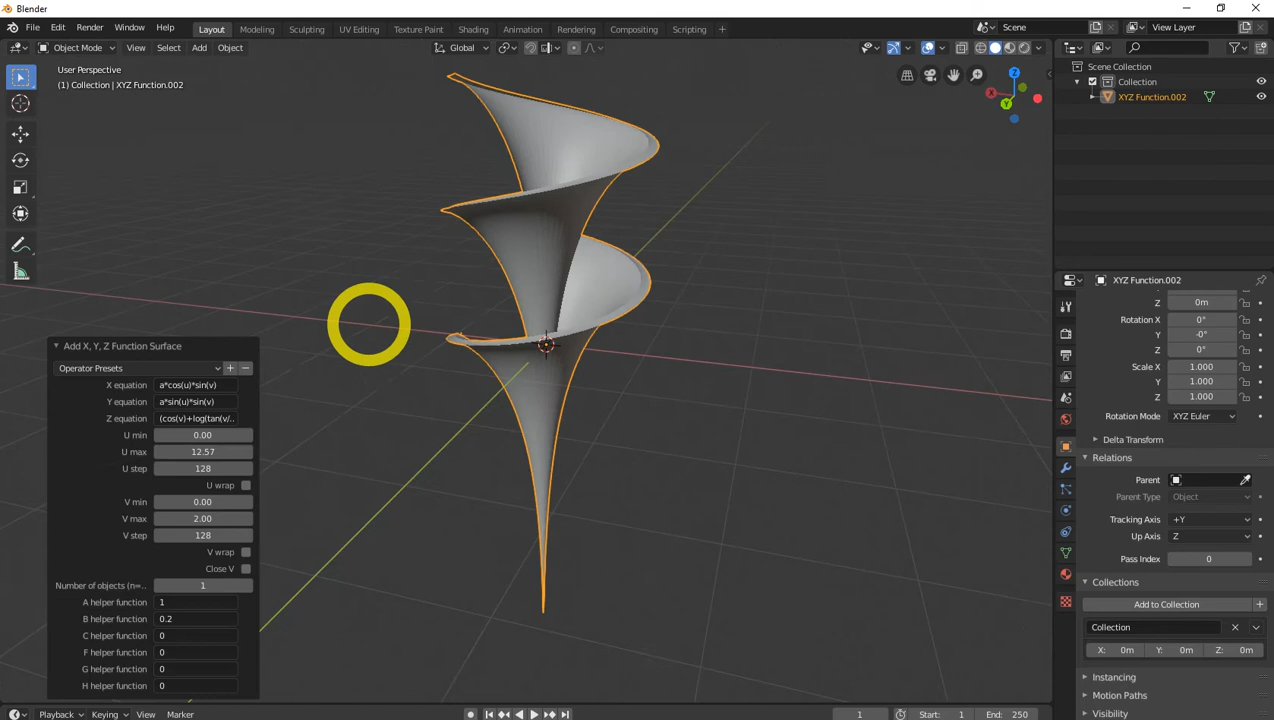 Blender
File Edit Render Window Help Layout Modeling Sculpting UV Editing Texture Paint Shading Animation Rendering Compositing Scripting + Scene View Layer
Object Mode View Select Add Object Global
User Perspective
(1) Collection | XYZ Function.002
Z
X
Y
Scene Collection
Collection
XYZ Function.002
XYZ Function.002
Z 0m
Rotation X 0°
Y -0°
Z 0°
Scale X 1.000
Y 1.000
Z 1.000
Rotation Mode XYZ Euler
Delta Transform
Relations
Parent
Parent Type Object
Tracking Axis +Y
Up Axis Z
Pass Index 0
Collections
Add to Collection +
Collection
X: 0m Y: 0m Z: 0m
Instancing
Motion Paths
Visibility
Add X, Y, Z Function Surface
Operator Presets + −
X equation a*cos(u)*sin(v)
Y equation a*sin(u)*sin(v)
Z equation (cos(v)+log(tan(v/..
U min 0.00
U max 12.57
U step 128
U wrap
V min 0.00
V max 2.00
V step 128
V wrap
Close V
Number of objects (n=.. 1
A helper function 1
B helper function 0.2
C helper function 0
F helper function 0
G helper function 0
H helper function 0
Playback Keying View Marker 1 Start: 1 End: 250